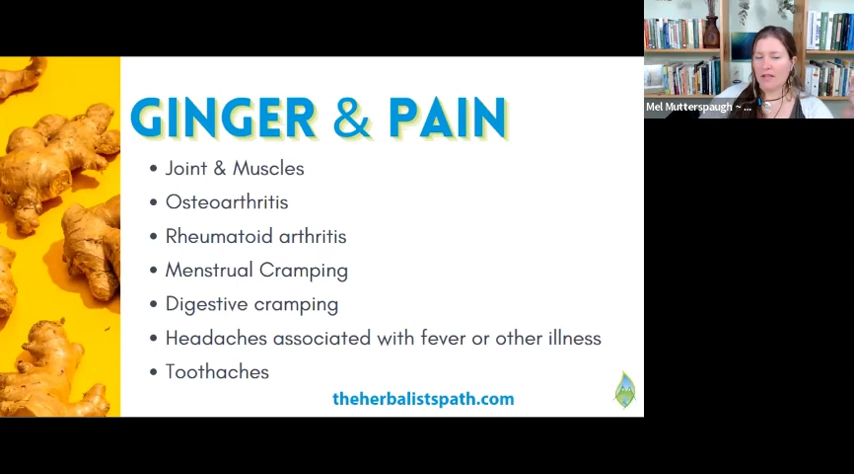 GINGER & PAIN
• Joint & Muscles
• Osteoarthritis
• Rheumatoid arthritis
• Menstrual Cramping
• Digestive cramping
• Headaches associated with fever or other illness
• Toothaches
theherbalistspath.com
Mel Mutterspaugh ~ ...